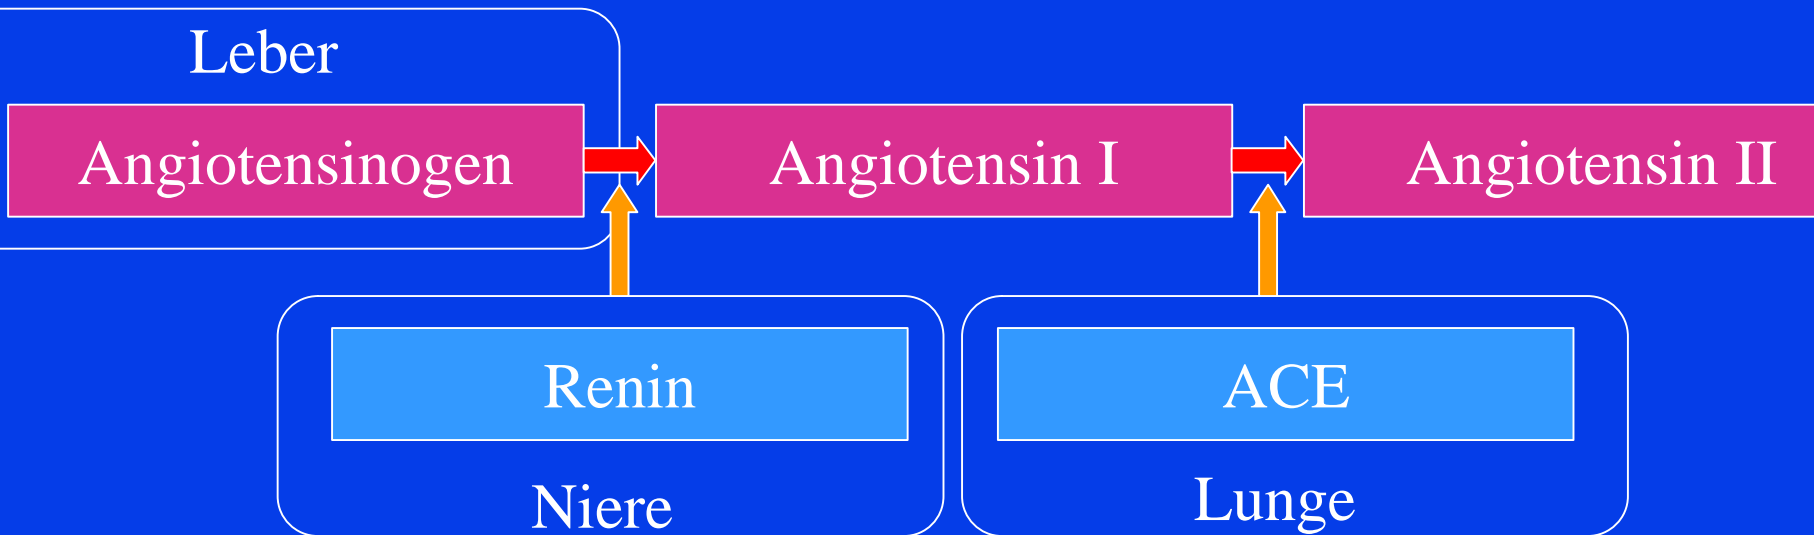 Leber
Angiotensinogen
Angiotensin I
Angiotensin II
Renin
ACE
Niere
Lunge